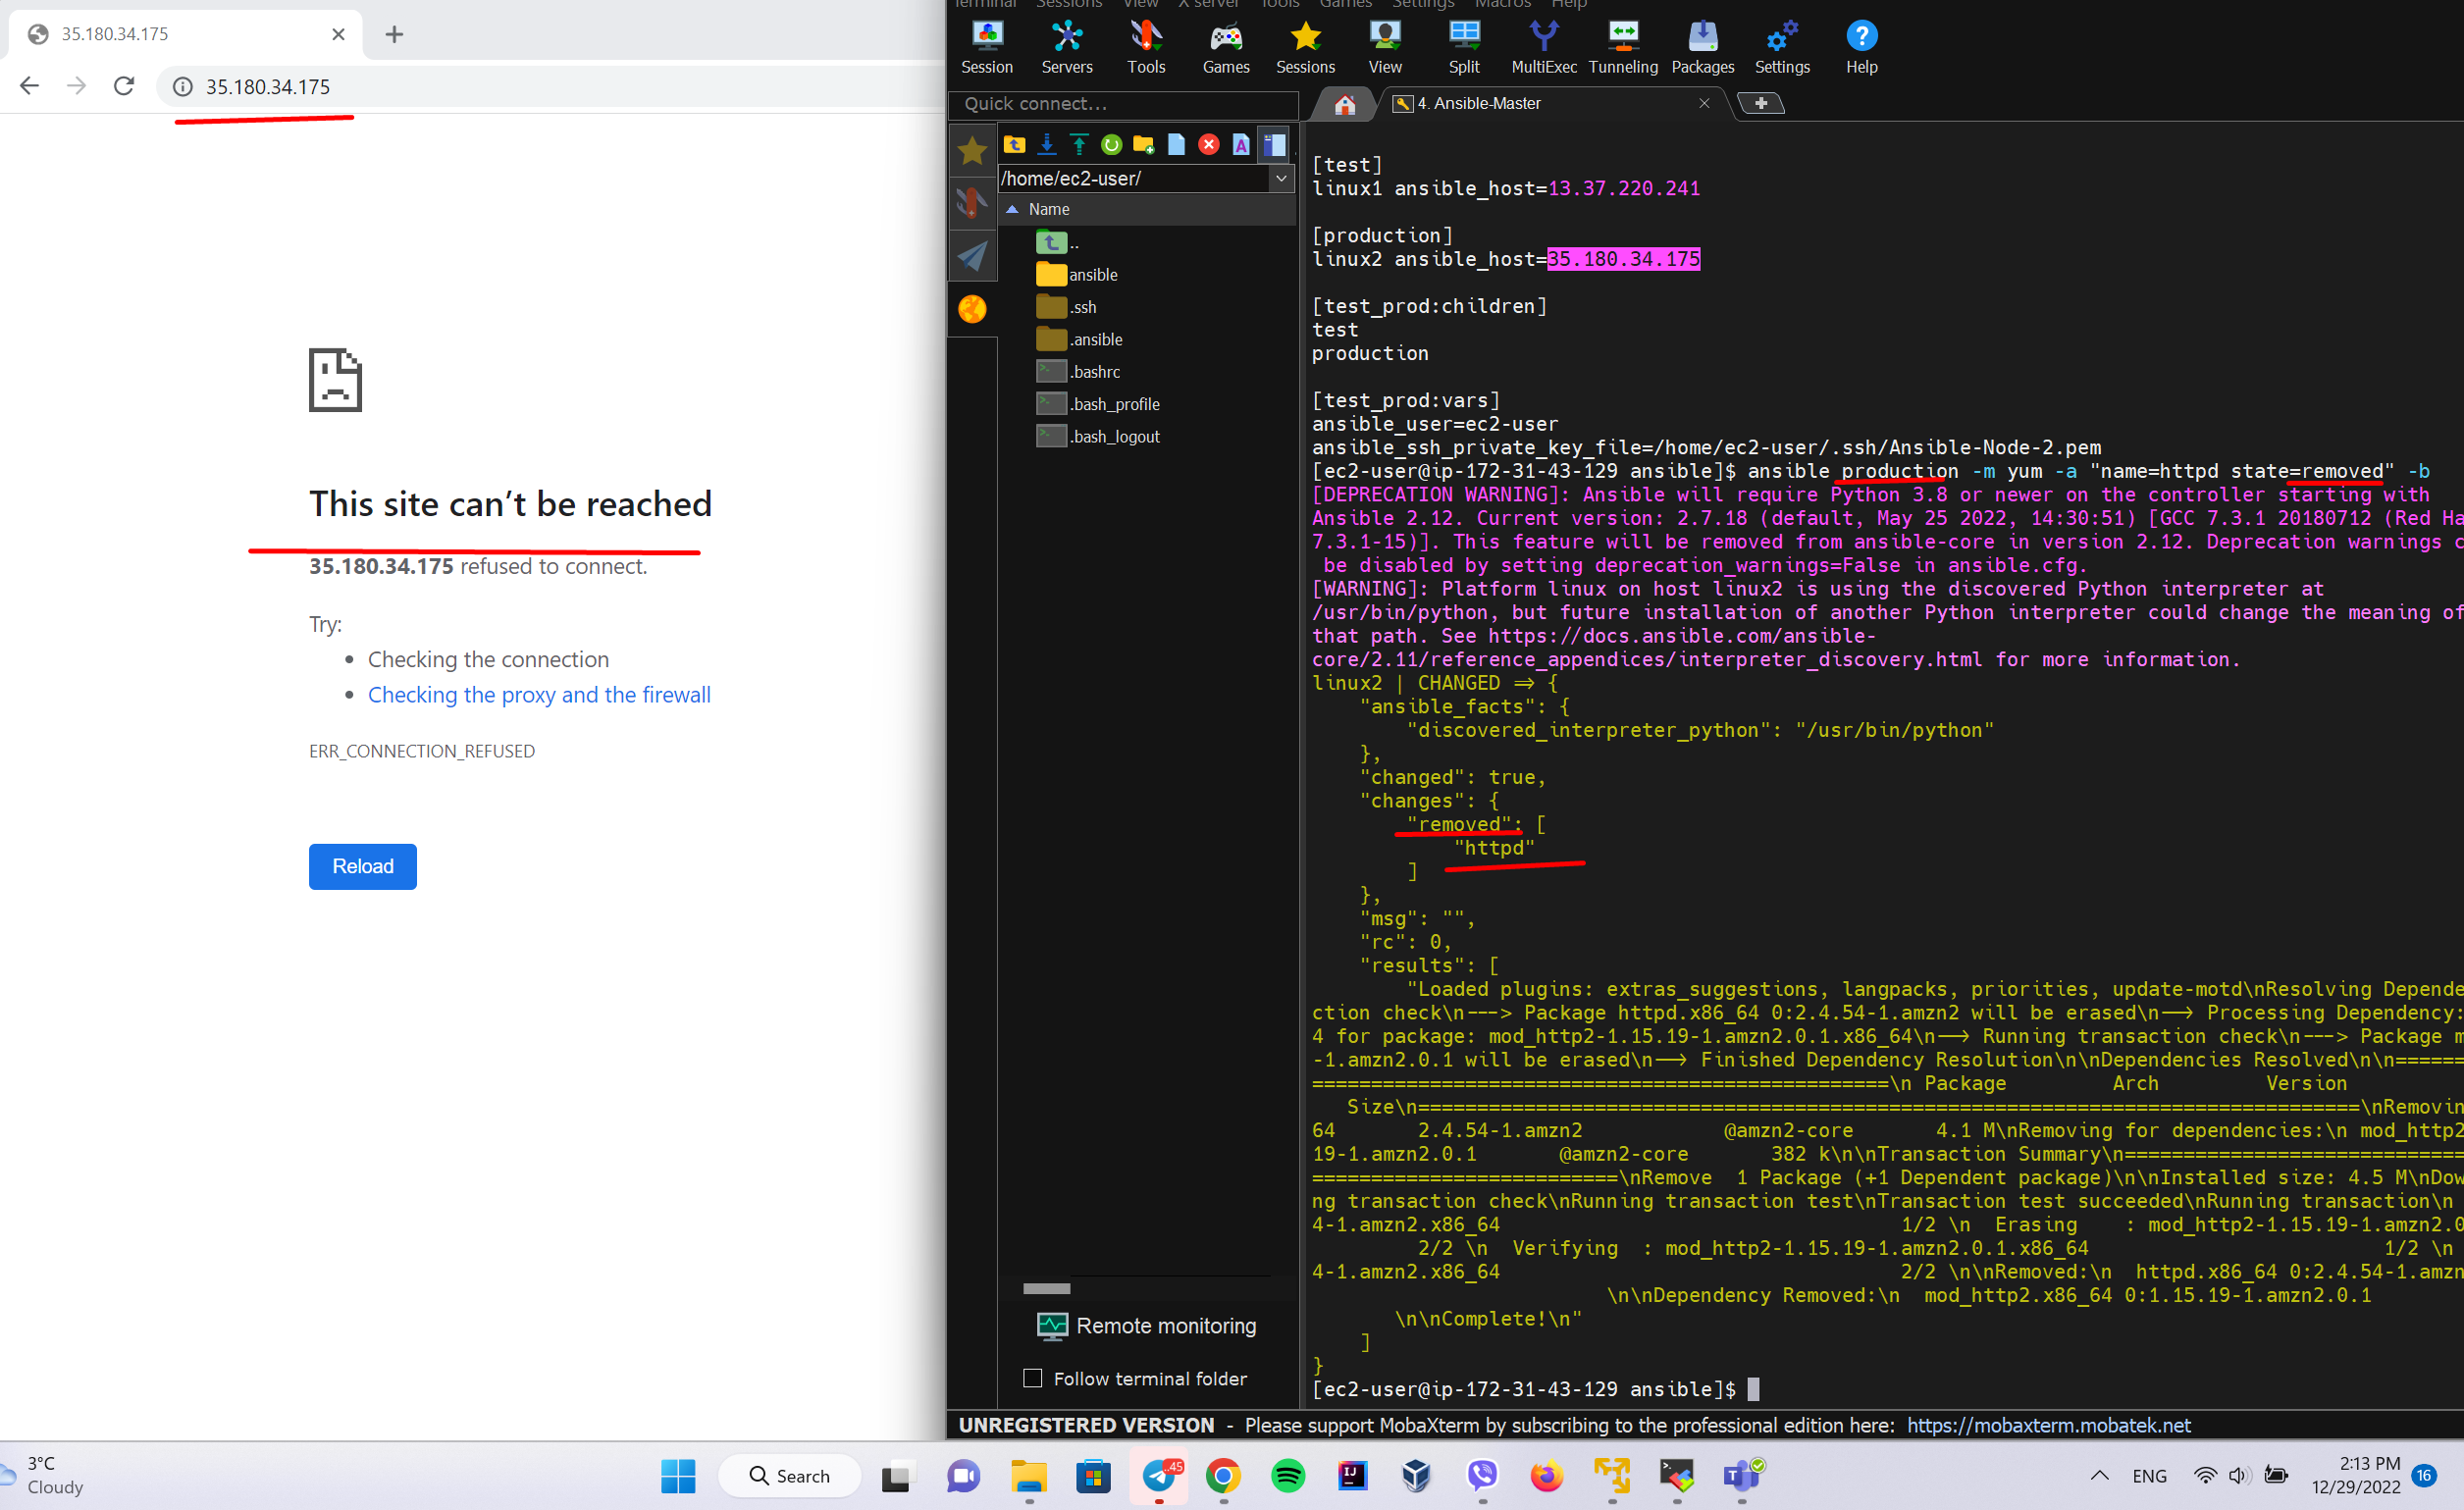 35.180.34.175
35.180.34.175
This site can’t be reached
35.180.34.175 refused to connect.
Try:
Checking the connection
Checking the proxy and the firewall
ERR_CONNECTION_REFUSED
Reload
Terminal Sessions View X server Tools Games Settings Macros Help
Session Servers Tools Games Sessions View Split MultiExec Tunneling Packages Settings Help
Quick connect...
4. Ansible-Master
/home/ec2-user/
Name
..
ansible
.ssh
.ansible
.bashrc
.bash_profile
.bash_logout
Remote monitoring
Follow terminal folder
[test]
linux1 ansible_host=13.37.220.241
[production]
linux2 ansible_host=35.180.34.175
[test_prod:children]
test
production
[test_prod:vars]
ansible_user=ec2-user
ansible_ssh_private_key_file=/home/ec2-user/.ssh/Ansible-Node-2.pem
[ec2-user@ip-172-31-43-129 ansible]$ ansible production -m yum -a "name=httpd state=removed" -b
[DEPRECATION WARNING]: Ansible will require Python 3.8 or newer on the controller starting with
Ansible 2.12. Current version: 2.7.18 (default, May 25 2022, 14:30:51) [GCC 7.3.1 20180712 (Red Ha
7.3.1-15)]. This feature will be removed from ansible-core in version 2.12. Deprecation warnings c
be disabled by setting deprecation_warnings=False in ansible.cfg.
[WARNING]: Platform linux on host linux2 is using the discovered Python interpreter at
/usr/bin/python, but future installation of another Python interpreter could change the meaning of
that path. See https://docs.ansible.com/ansible-
core/2.11/reference_appendices/interpreter_discovery.html for more information.
linux2 | CHANGED => {
"ansible_facts": {
"discovered_interpreter_python": "/usr/bin/python"
},
"changed": true,
"changes": {
"removed": [
"httpd"
]
},
"msg": "",
"rc": 0,
"results": [
"Loaded plugins: extras_suggestions, langpacks, priorities, update-motd\nResolving Depende
ction check\n---> Package httpd.x86_64 0:2.4.54-1.amzn2 will be erased\n--> Processing Dependency:
4 for package: mod_http2-1.15.19-1.amzn2.0.1.x86_64\n--> Running transaction check\n---> Package m
-1.amzn2.0.1 will be erased\n--> Finished Dependency Resolution\n\nDependencies Resolved\n\n======
=================================================\n Package Arch Version
Size\n================================================================================\nRemovin
64 2.4.54-1.amzn2 @amzn2-core 4.1 M\nRemoving for dependencies:\n mod_http2
19-1.amzn2.0.1 @amzn2-core 382 k\n\nTransaction Summary\n=============================
==========================\nRemove 1 Package (+1 Dependent package)\n\nInstalled size: 4.5 M\nDow
ng transaction check\nRunning transaction test\nTransaction test succeeded\nRunning transaction\n
4-1.amzn2.x86_64 1/2 \n Erasing : mod_http2-1.15.19-1.amzn2.0
2/2 \n Verifying : mod_http2-1.15.19-1.amzn2.0.1.x86_64 1/2 \n
4-1.amzn2.x86_64 2/2 \n\nRemoved:\n httpd.x86_64 0:2.4.54-1.amzn
\n\nDependency Removed:\n mod_http2.x86_64 0:1.15.19-1.amzn2.0.1
\n\nComplete!\n"
]
}
[ec2-user@ip-172-31-43-129 ansible]$
UNREGISTERED VERSION - Please support MobaXterm by subscribing to the professional edition here: https://mobaxterm.mobatek.net
3°C
Cloudy
Search
45
ENG
2:13 PM
12/29/2022
16